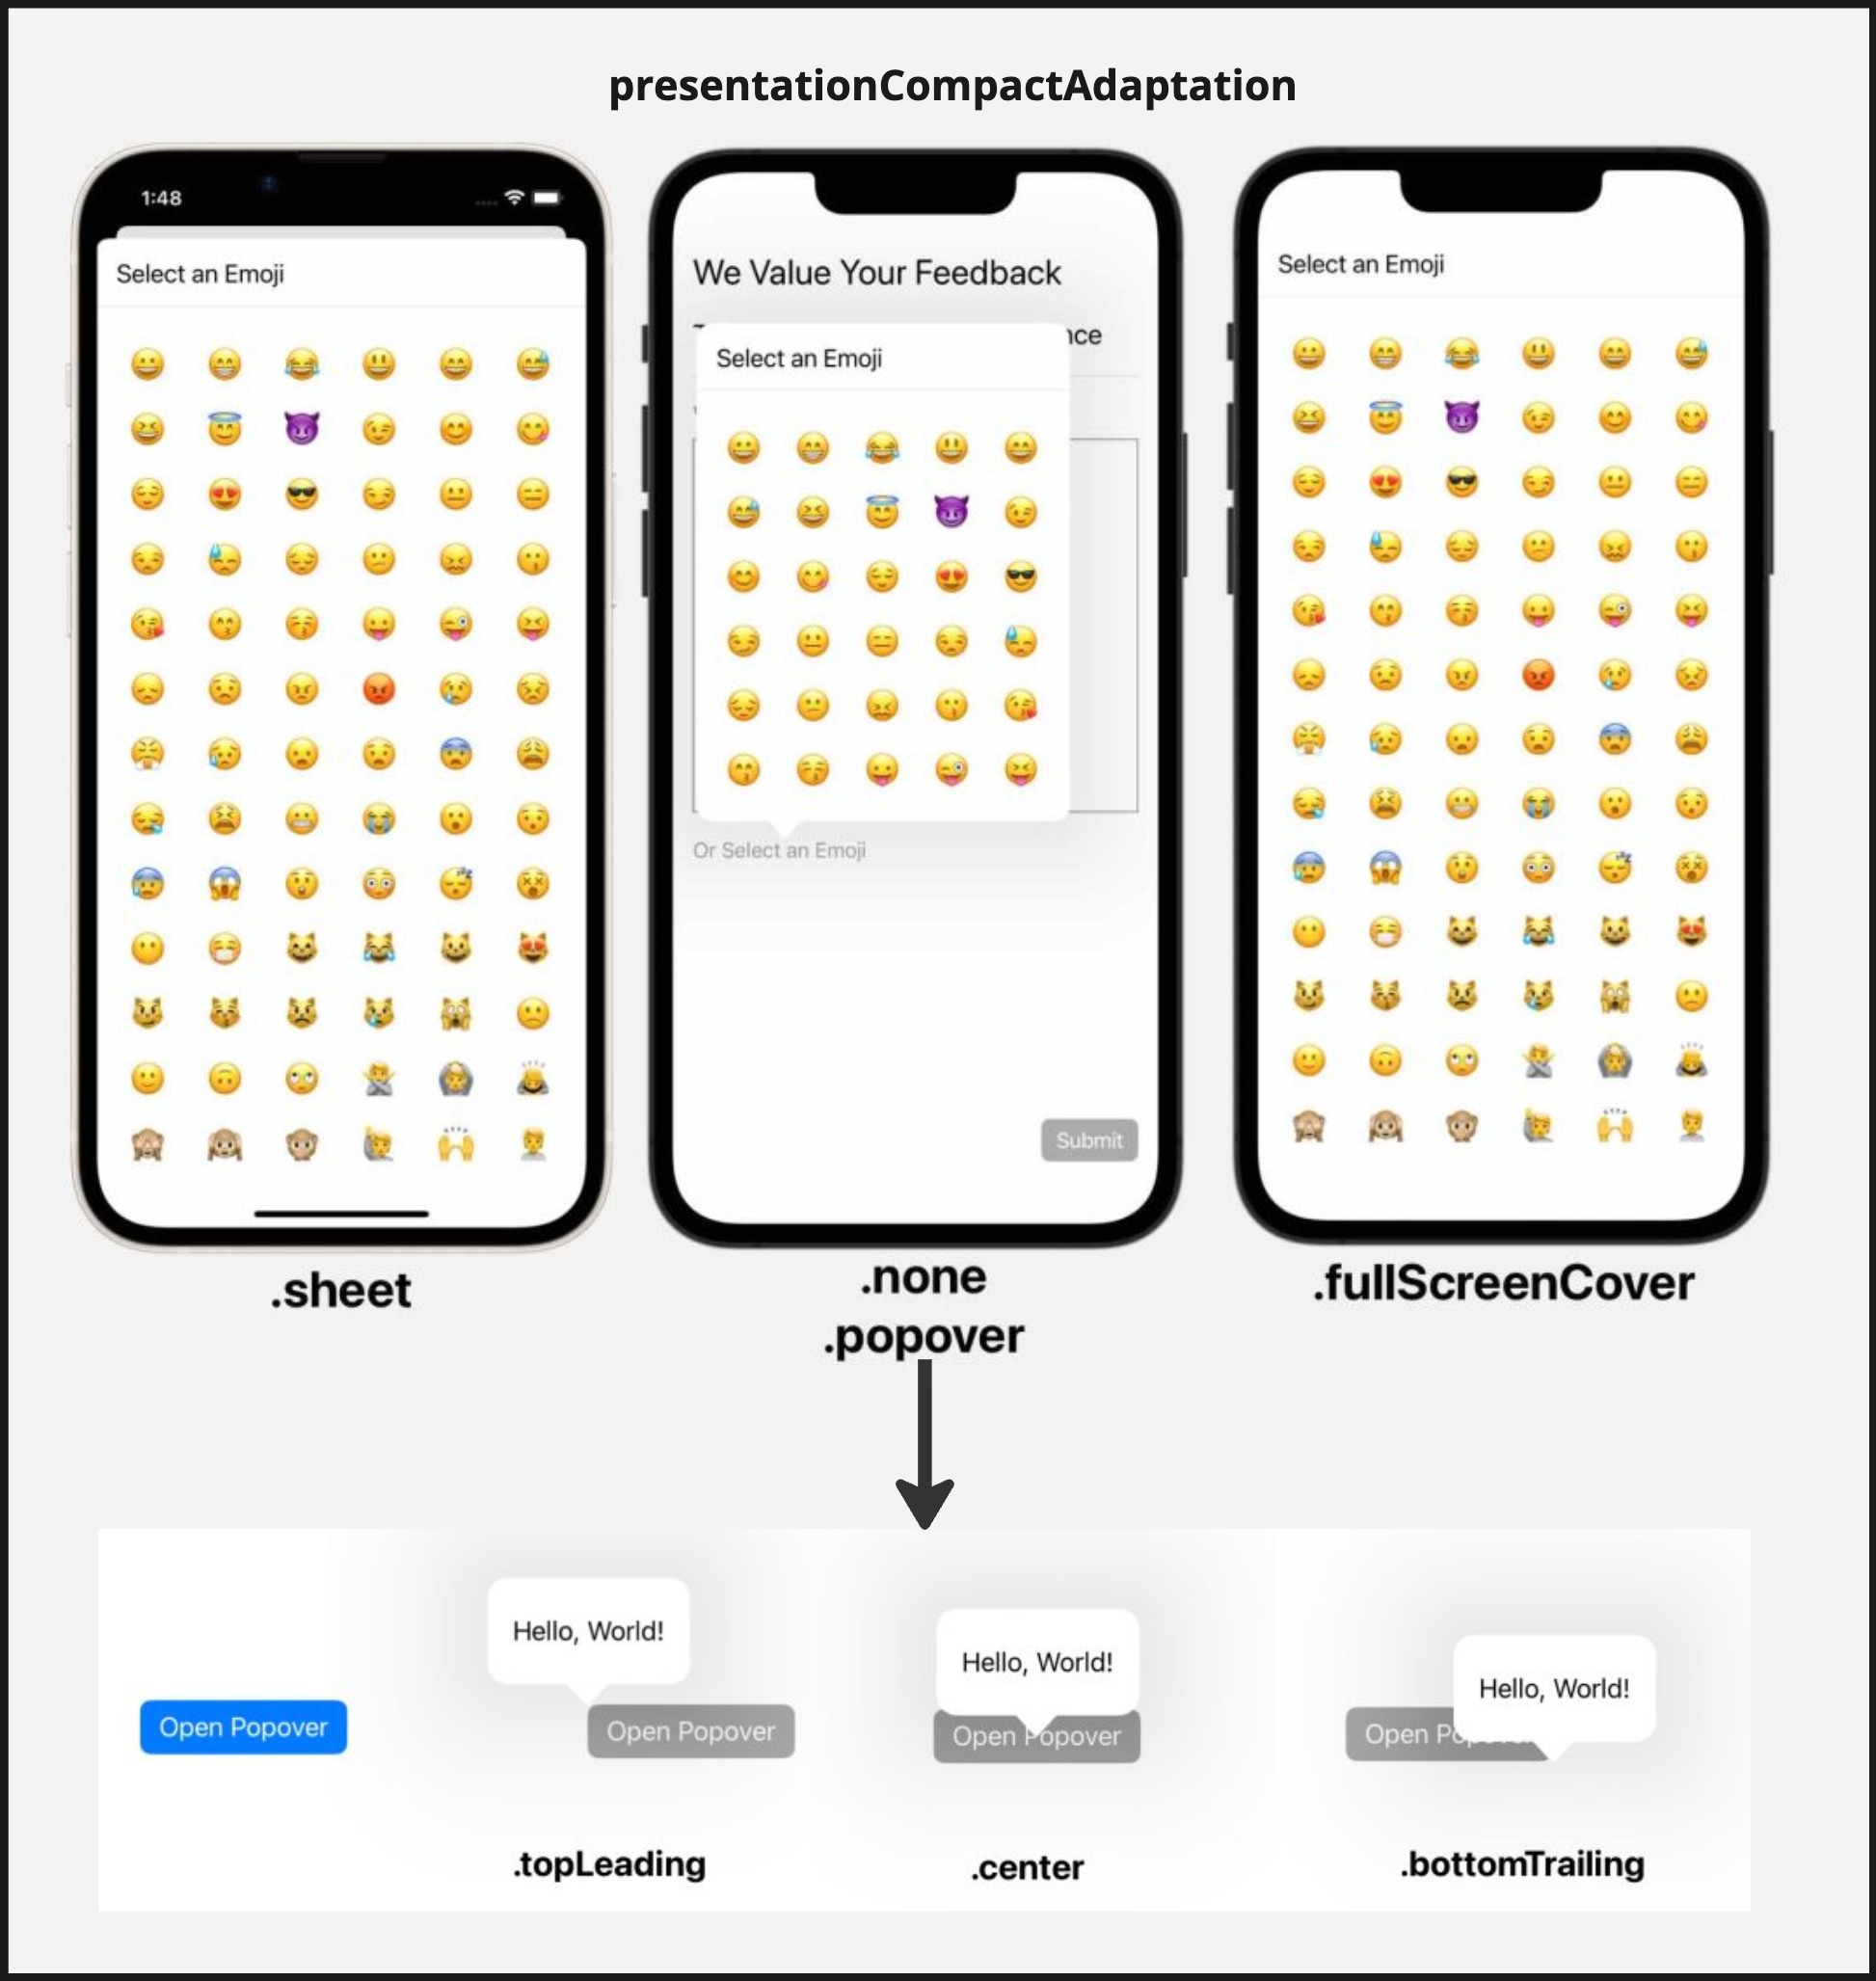 presentationCompactAdaptation
1:48
Select an Emoji
We Value Your Feedback
nce
Select an Emoji
Or Select an Emoji
Submit
Select an Emoji
.sheet
.none
.popover
.fullScreenCover
Open Popover
Hello, World!
Open Popover
.topLeading
Hello, World!
Open Popover
.center
Hello, World!
Open Po
.bottomTrailing